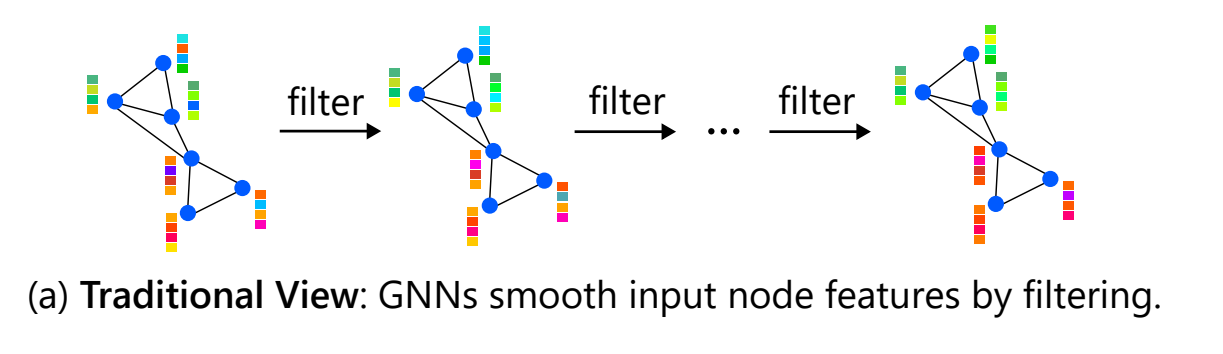 filter
filter
...
filter
(a) Traditional View: GNNs smooth input node features by filtering.